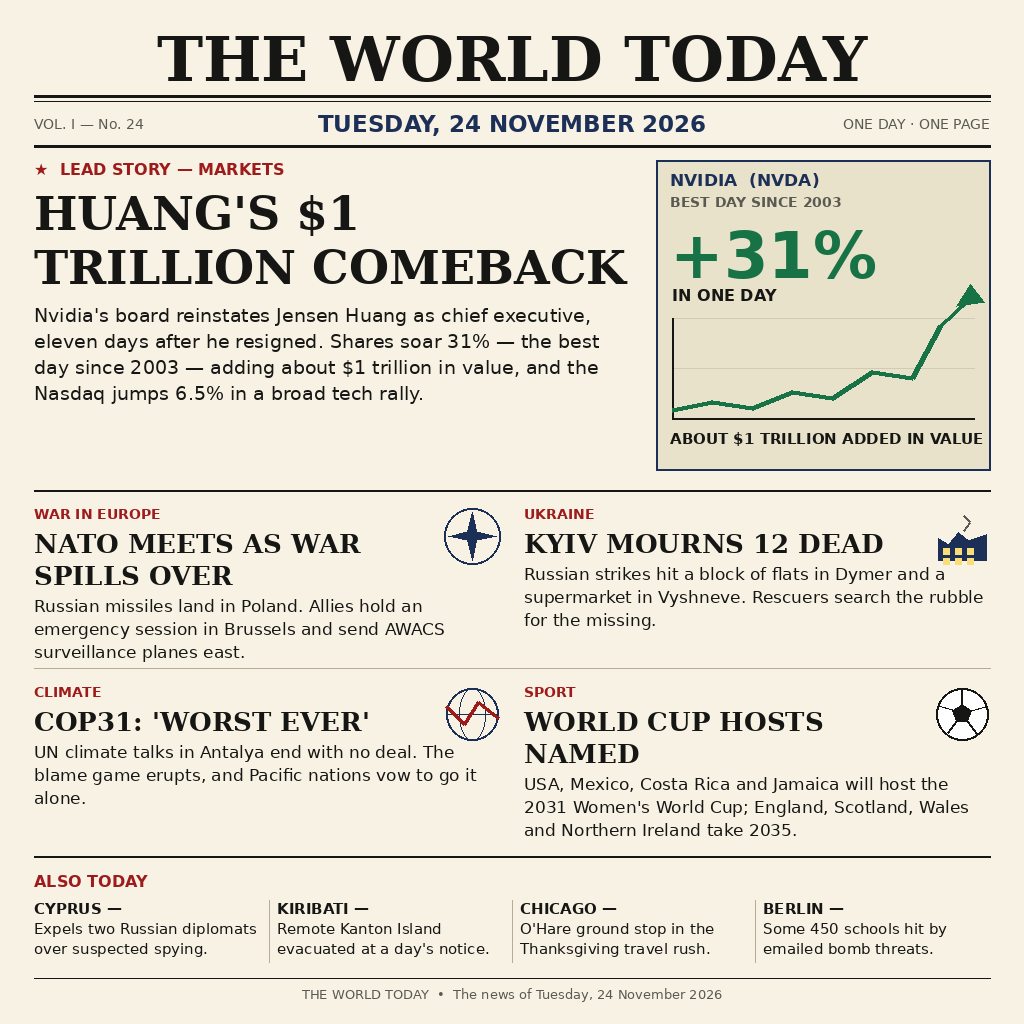 THE WORLD TODAY
VOL. I — No. 24
TUESDAY, 24 NOVEMBER 2026
ONE DAY · ONE PAGE
★ LEAD STORY — MARKETS
HUANG'S $1
TRILLION COMEBACK
Nvidia's board reinstates Jensen Huang as chief executive,
eleven days after he resigned. Shares soar 31% — the best
day since 2003 — adding about $1 trillion in value, and the
Nasdaq jumps 6.5% in a broad tech rally.
NVIDIA (NVDA)
BEST DAY SINCE 2003
+31%
IN ONE DAY
ABOUT $1 TRILLION ADDED IN VALUE
WAR IN EUROPE
NATO MEETS AS WAR
SPILLS OVER
Russian missiles land in Poland. Allies hold an
emergency session in Brussels and send AWACS
surveillance planes east.
UKRAINE
KYIV MOURNS 12 DEAD
Russian strikes hit a block of flats in Dymer and a
supermarket in Vyshneve. Rescuers search the rubble
for the missing.
CLIMATE
COP31: 'WORST EVER'
UN climate talks in Antalya end with no deal. The
blame game erupts, and Pacific nations vow to go it
alone.
SPORT
WORLD CUP HOSTS
NAMED
USA, Mexico, Costa Rica and Jamaica will host the
2031 Women's World Cup; England, Scotland, Wales
and Northern Ireland take 2035.
ALSO TODAY
CYPRUS —
Expels two Russian diplomats
over suspected spying.
KIRIBATI —
Remote Kanton Island
evacuated at a day's notice.
CHICAGO —
O'Hare ground stop in the
Thanksgiving travel rush.
BERLIN —
Some 450 schools hit by
emailed bomb threats.
THE WORLD TODAY • The news of Tuesday, 24 November 2026